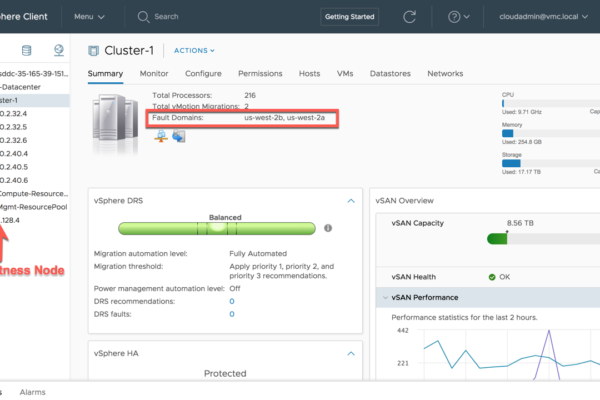 sphere Client
Menu
Search
Getting Started
cloudadmin@vmc.local
sddc-35-165-39-151...
-Datacenter
ster-1
0.2.32.4
0.2.32.5
0.2.32.6
0.2.40.4
0.2.40.5
0.2.40.6
Compute-Resource...
Mgmt-ResourcePool
.128.4
tness Node
Cluster-1
ACTIONS
Summary
Monitor
Configure
Permissions
Hosts
VMs
Datastores
Networks
Total Processors: 216
Total vMotion Migrations: 2
Fault Domains: us-west-2b, us-west-2a
CPU
Used: 9.71 GHz
Capa
Memory
Used: 254.6 GB
Cap
Storage
Used: 17.17 TB
Cap
vSphere DRS
Balanced
Migration automation level: Fully Automated
Migration threshold: Apply priority 1, priority 2, and
priority 3 recommendations.
Power management automation level: Off
DRS recommendations: 0
DRS faults: 0
vSphere HA
Protected
vSAN Overview
vSAN Capacity
8.56 TB
vSAN Health
OK
vSAN Performance
Performance statistics for the last 2 hours.
442
221
s
Alarms